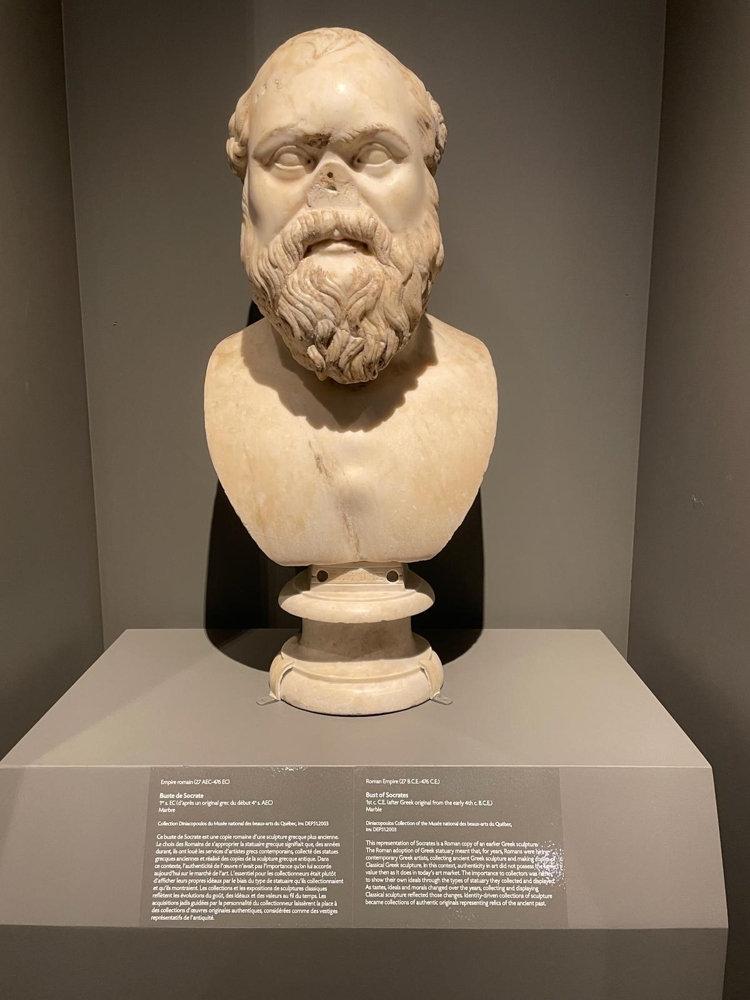 Empire romain (27 AEC-476 EC)
Buste de Socrate
1er s. EC (d'après un original grec du début 4e s. AEC)
Marbre
Collection Diniacopoulos du Musée national des beaux-arts du Québec, inv. DEP51.2003
Ce buste de Socrate est une copie romaine d'une sculpture grecque plus ancienne.
Le choix des Romains de s'approprier la statuaire grecque signifiait que, des années
durant, ils ont loué les services d'artistes grecs contemporains, collecté des statues
grecques anciennes et réalisé des copies de la sculpture grecque antique. Dans
ce contexte, l'authenticité de l'œuvre n'avait pas l'importance qu'on lui accorde
aujourd'hui sur le marché de l'art. L'essentiel pour les collectionneurs était plutôt
d'afficher leurs propres idéaux par le biais du type de statuaire qu'ils collectionnaient
et qu'ils montraient. Les collections et les expositions de sculptures classiques
reflètent les évolutions du goût, des idéaux et des valeurs au fil du temps. Les
acquisitions jadis guidées par la personnalité du collectionneur laissèrent la place à
des collections d'œuvres originales authentiques, considérées comme des vestiges
représentatifs de l'antiquité.
Roman Empire (27 B.C.E.-476 C.E.)
Bust of Socrates
1st c. C.E. (after Greek original from the early 4th c. B.C.E.)
Marble
Diniacopoulos Collection of the Musée national des beaux-arts du Québec,
inv. DEP51.2003
This representation of Socrates is a Roman copy of an earlier Greek sculpture.
The Roman adoption of Greek statuary meant that, for years, Romans were hiring
contemporary Greek artists, collecting ancient Greek sculpture and making copies of
Classical Greek sculpture. In this context, authenticity in art did not possess the same
value then as it does in today's art market. The importance to collectors was rather
to show their own ideals through the types of statuary they collected and displayed.
As tastes, ideals and morals changed over the years, collecting and displaying
Classical sculpture reflected those changes. Identity-driven collections of sculpture
became collections of authentic originals representing relics of the ancient past.